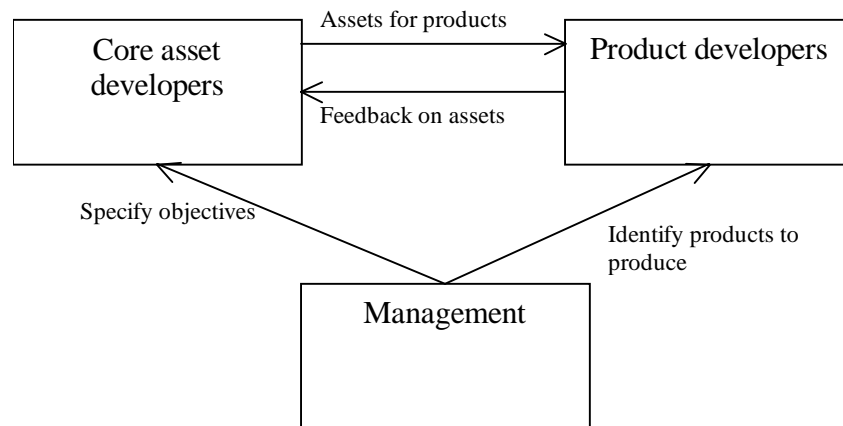 Assets for products
Core asset
developers
Product developers
Feedback on assets
Specify objectives
Identify products to
produce
Management